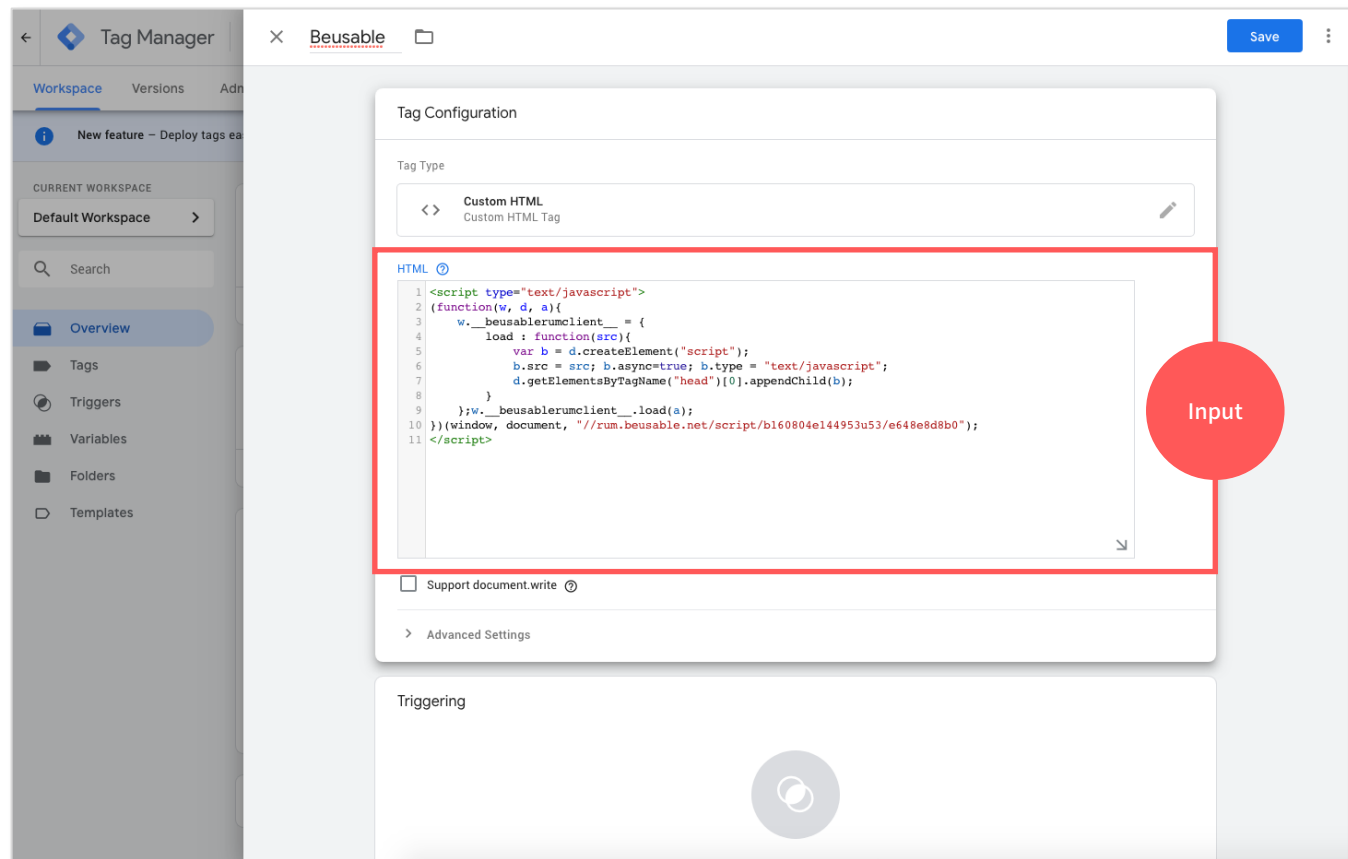 Tag Manager
Beusable
Save
Workspace Versions Adm
New feature – Deploy tags ea
CURRENT WORKSPACE
Default Workspace
Search
Overview
Tags
Triggers
Variables
Folders
Templates
Tag Configuration
Tag Type
Custom HTML
Custom HTML Tag
HTML
1 <script type="text/javascript">
2 (function(w, d, a){
3     w.__beusablerumclient__ = {
4         load : function(src){
5             var b = d.createElement("script");
6             b.src = src; b.async=true; b.type = "text/javascript";
7             d.getElementsByTagName("head")[0].appendChild(b);
8         }
9     };w.__beusablerumclient__.load(a);
10 })(window, document, "//rum.beusable.net/script/b160804e144953u53/e648e8d8b0");
11 </script>
Input
Support document.write
Advanced Settings
Triggering